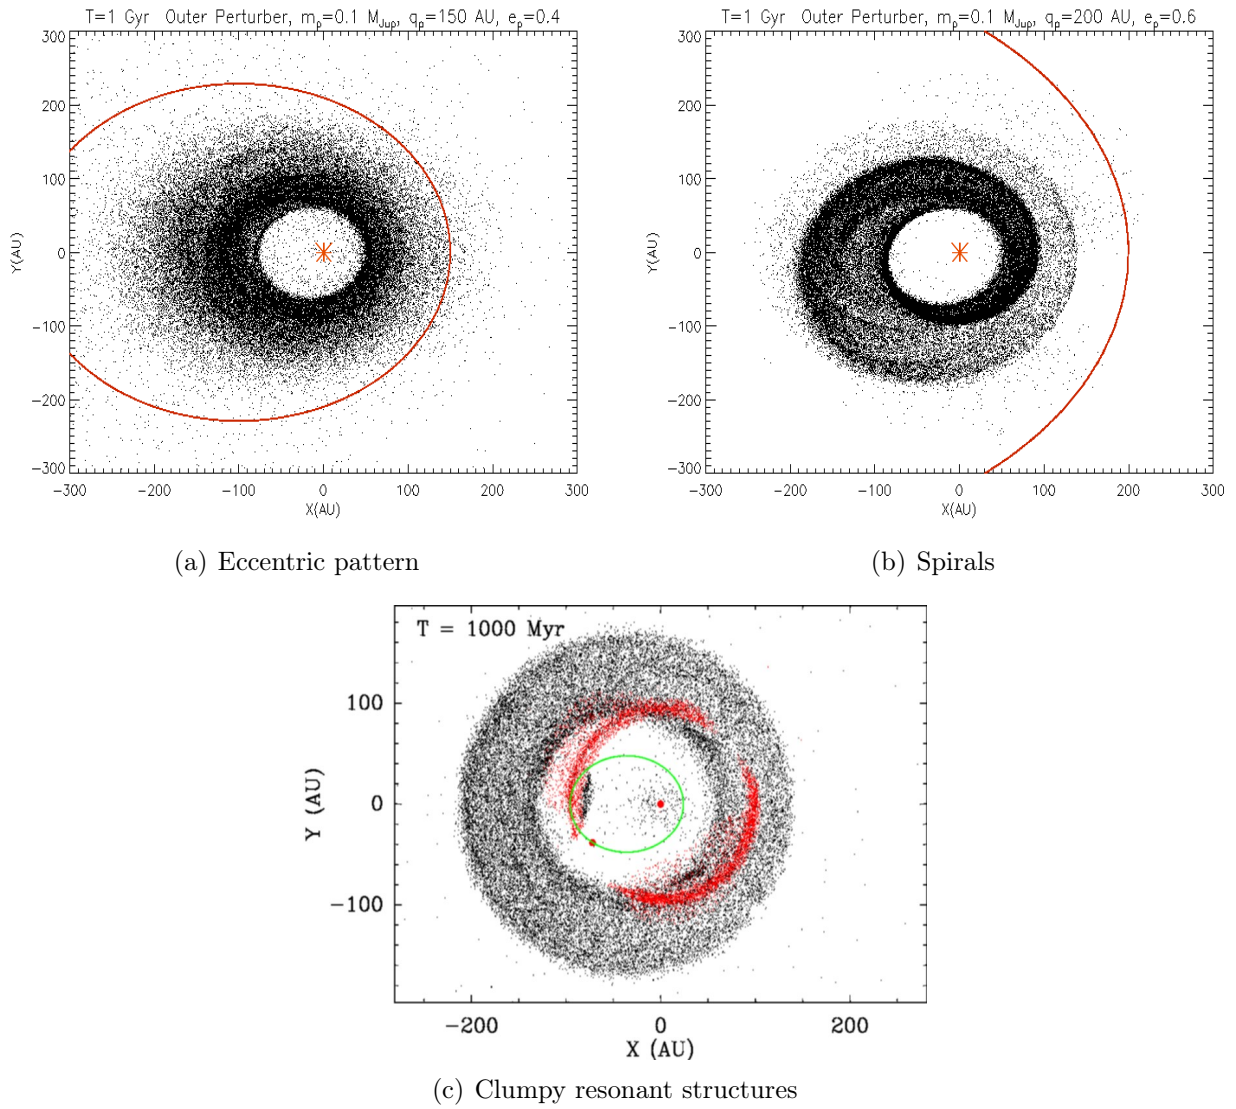 T=1 Gyr Outer Perturber, m_p=0.1 M_Jup, q_p=150 AU, e_p=0.4
T=1 Gyr Outer Perturber, m_p=0.1 M_Jup, q_p=200 AU, e_p=0.6
300
200
100
0
−100
−200
−300
Y(AU)
−300 −200 −100 0 100 200 300
X(AU)
300
200
100
0
−100
−200
−300
Y(AU)
−300 −200 −100 0 100 200 300
X(AU)
(a) Eccentric pattern
(b) Spirals
T = 1000 Myr
100
0
−100
Y (AU)
−200 0 200
X (AU)
(c) Clumpy resonant structures